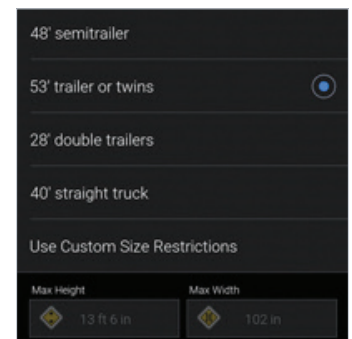 48' semitrailer
53' trailer or twins
28' double trailers
40' straight truck
Use Custom Size Restrictions
Max Height Max Width
13 ft 6 in 102 in